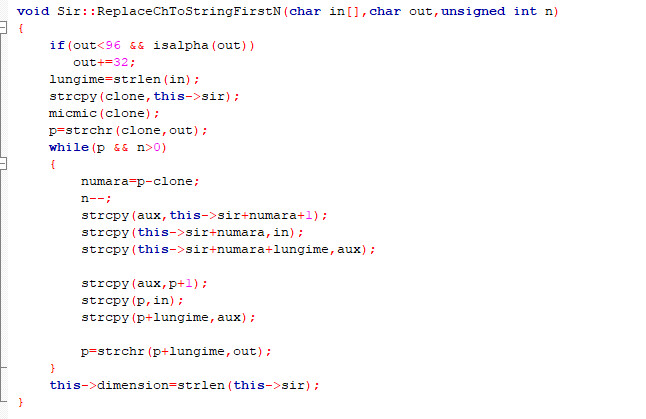 void Sir::ReplaceChToStringFirstN(char in[],char out,unsigned int n)
{
if(out<96 && isalpha(out))
out+=32;
lungime=strlen(in);
strcpy(clone,this->sir);
micmic(clone);
p=strchr(clone,out);
while(p && n>0)
{
numara=p-clone;
n--;
strcpy(aux,this->sir+numara+1);
strcpy(this->sir+numara,in);
strcpy(this->sir+numara+lungime,aux);
strcpy(aux,p+1);
strcpy(p,in);
strcpy(p+lungime,aux);
p=strchr(p+lungime,out);
}
this->dimension=strlen(this->sir);
}